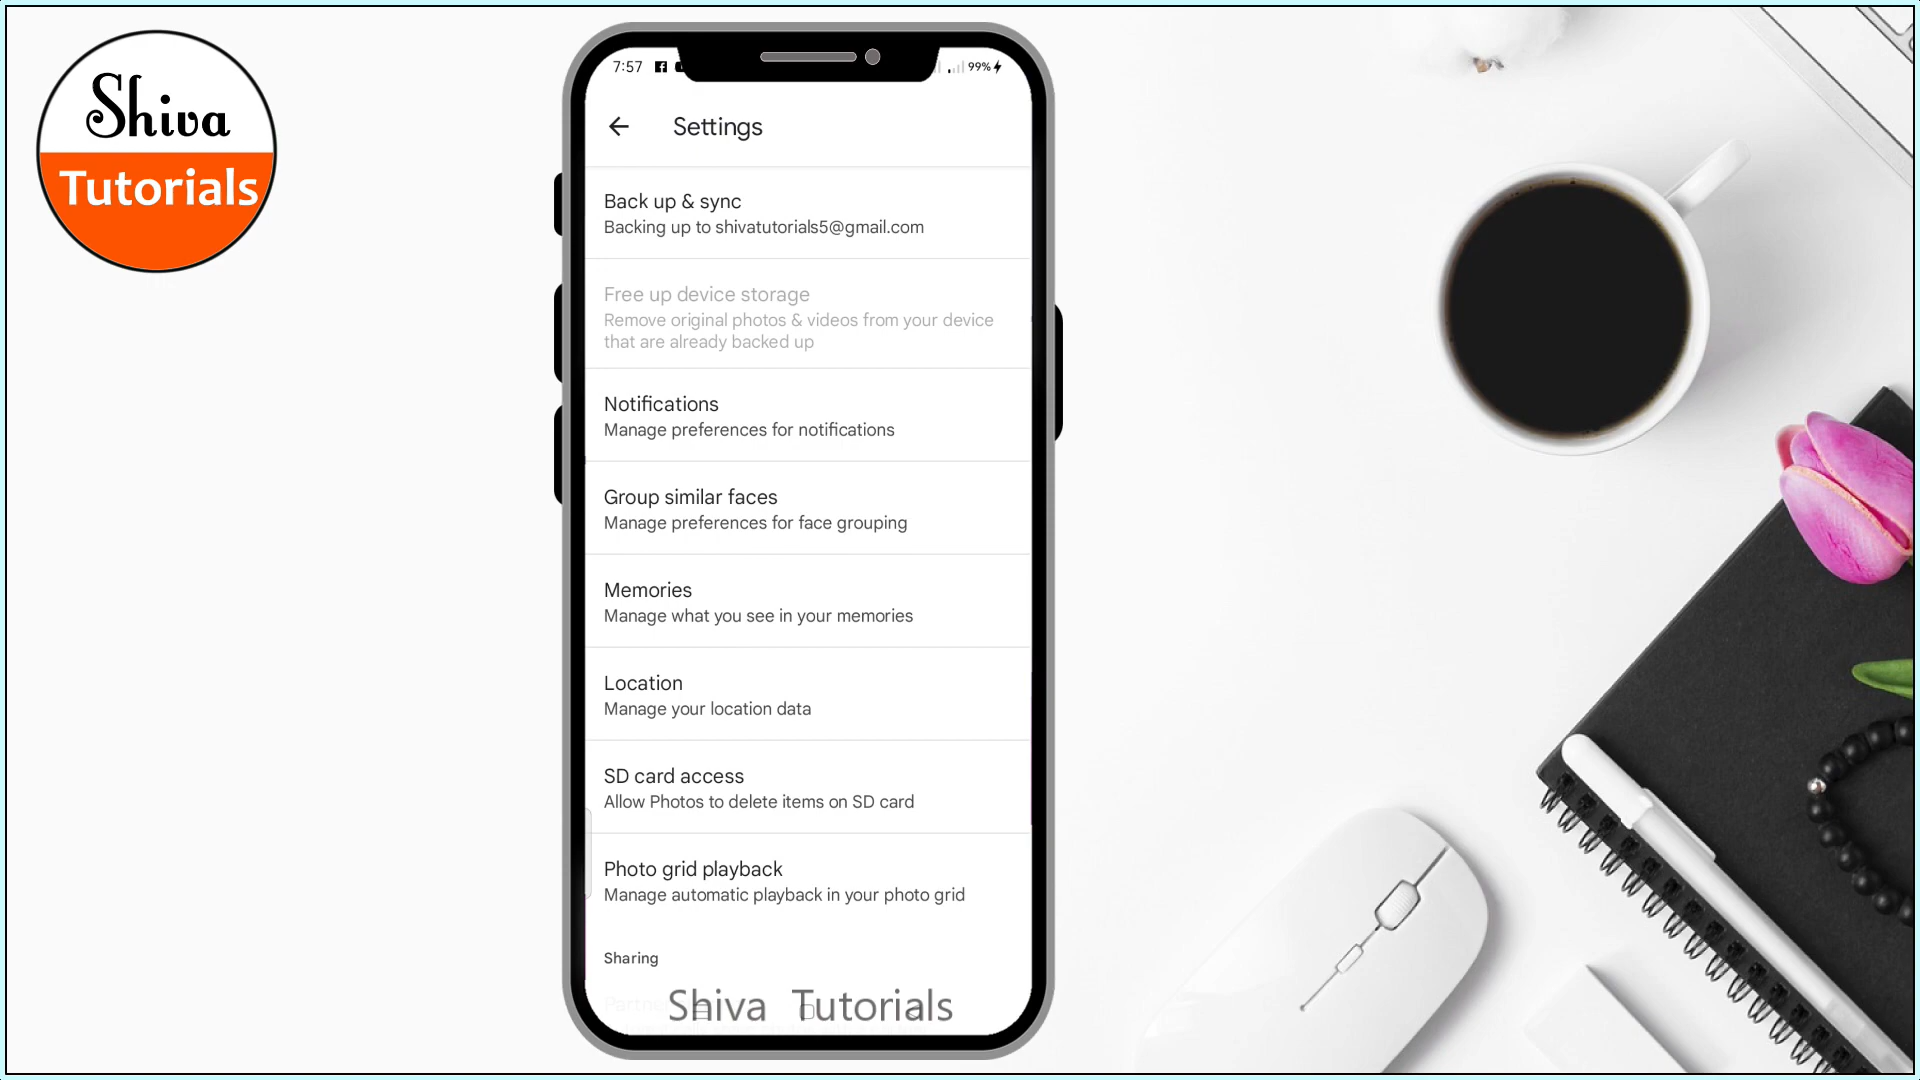 Shiva
Tutorials
7:57
99%
Settings
Back up & sync
Backing up to shivatutorials5@gmail.com
Free up device storage
Remove original photos & videos from your device
that are already backed up
Notifications
Manage preferences for notifications
Group similar faces
Manage preferences for face grouping
Memories
Manage what you see in your memories
Location
Manage your location data
SD card access
Allow Photos to delete items on SD card
Photo grid playback
Manage automatic playback in your photo grid
Sharing
Shiva Tutorials